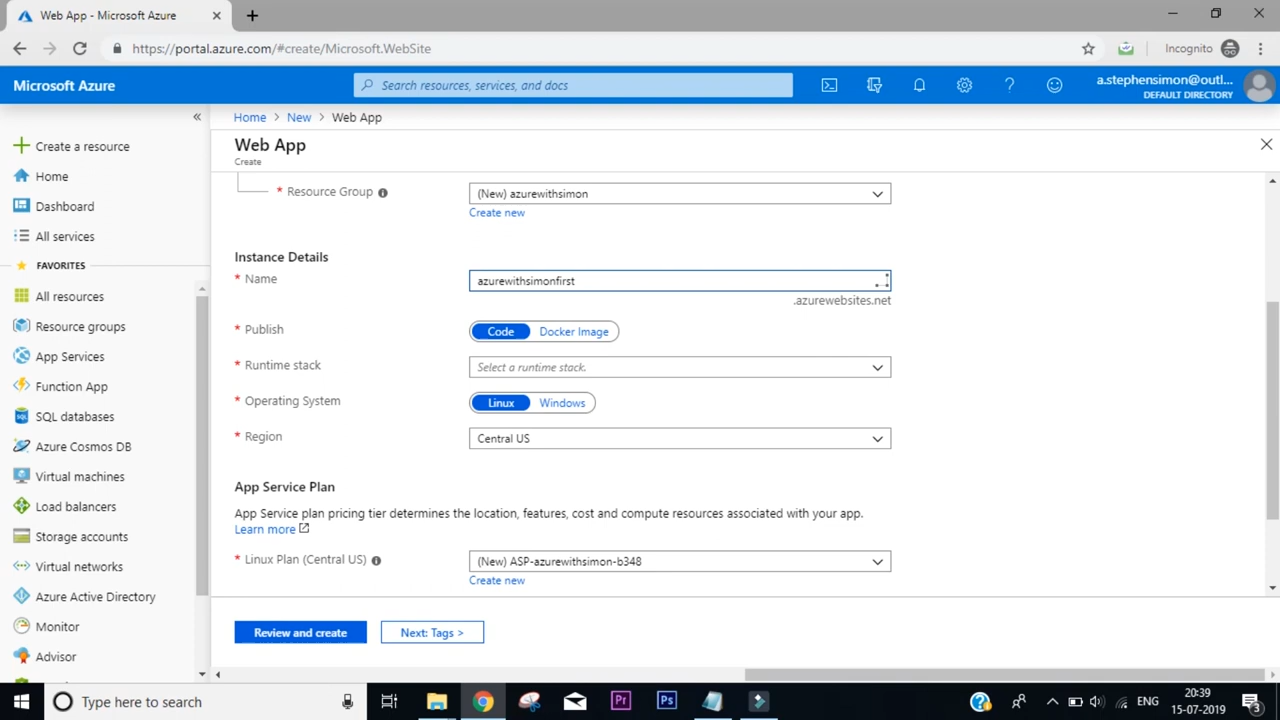 Web App - Microsoft Azure
https://portal.azure.com/#create/Microsoft.WebSite
Incognito
Microsoft Azure
Search resources, services, and docs
a.stephensimon@outl...
DEFAULT DIRECTORY
Create a resource
Home
Dashboard
All services
FAVORITES
All resources
Resource groups
App Services
Function App
SQL databases
Azure Cosmos DB
Virtual machines
Load balancers
Storage accounts
Virtual networks
Azure Active Directory
Monitor
Advisor
Home > New > Web App
Web App
Create
* Resource Group
(New) azurewithsimon
Create new
Instance Details
* Name
azurewithsimonfirst
.azurewebsites.net
* Publish
Code Docker Image
* Runtime stack
Select a runtime stack.
* Operating System
Linux Windows
* Region
Central US
App Service Plan
App Service plan pricing tier determines the location, features, cost and compute resources associated with your app.
Learn more
* Linux Plan (Central US)
(New) ASP-azurewithsimon-b348
Create new
Review and create
Next: Tags >
Type here to search
Pr
Ps
ENG
20:39
15-07-2019
3